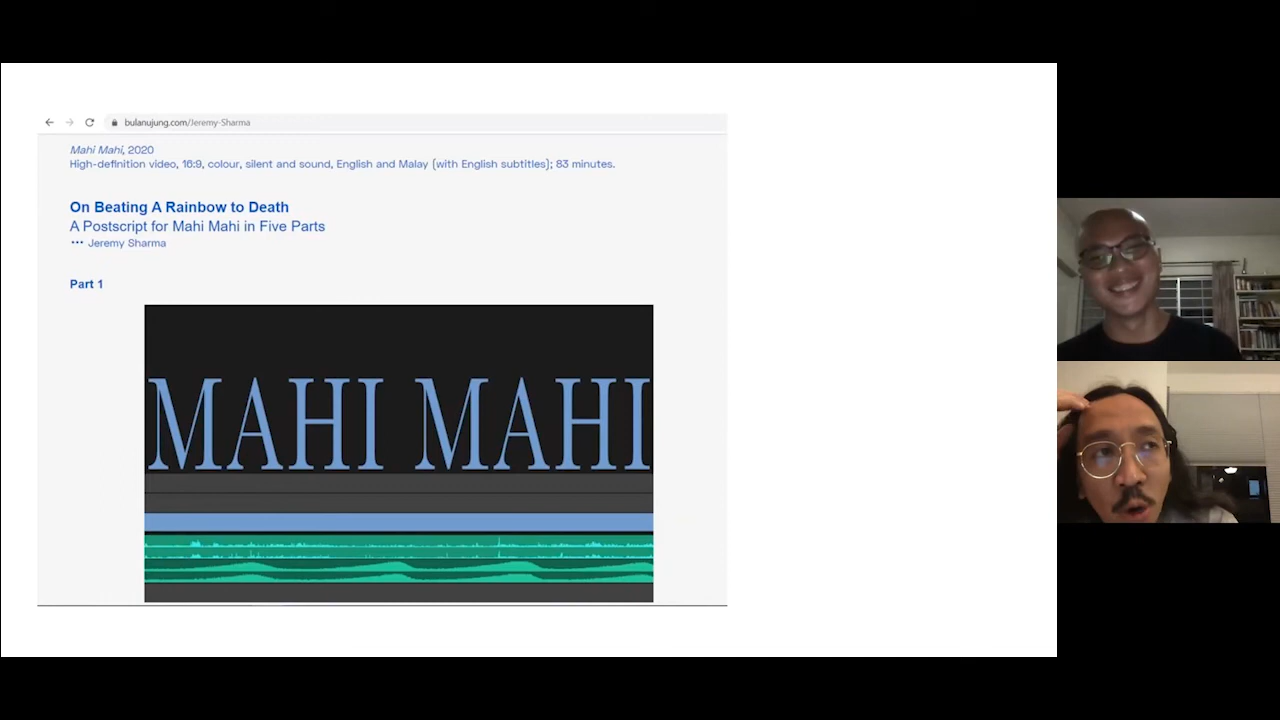 bulanujung.com/Jeremy-Sharma
Mahi Mahi, 2020
High-definition video, 16:9, colour, silent and sound, English and Malay (with English subtitles); 83 minutes.
On Beating A Rainbow to Death
A Postscript for Mahi Mahi in Five Parts
••• Jeremy Sharma
Part 1
MAHI MAHI